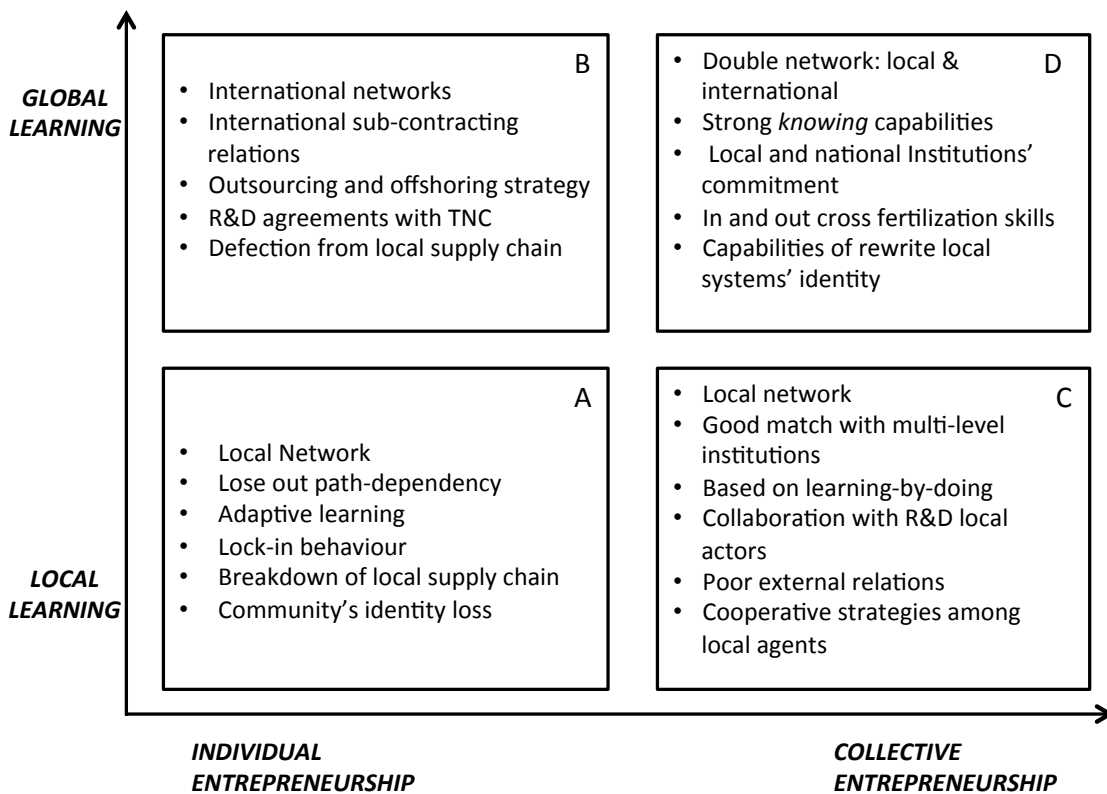 GLOBAL
LEARNING
B
• International networks
• International sub-contracting
relations
• Outsourcing and offshoring strategy
• R&D agreements with TNC
• Defection from local supply chain
D
• Double network: local &
international
• Strong knowing capabilities
• Local and national Institutions'
commitment
• In and out cross fertilization skills
• Capabilities of rewrite local
systems' identity
LOCAL
LEARNING
A
• Local Network
• Lose out path-dependency
• Adaptive learning
• Lock-in behaviour
• Breakdown of local supply chain
• Community's identity loss
C
• Local network
• Good match with multi-level
institutions
• Based on learning-by-doing
• Collaboration with R&D local
actors
• Poor external relations
• Cooperative strategies among
local agents
INDIVIDUAL
ENTREPRENEURSHIP
COLLECTIVE
ENTREPRENEURSHIP